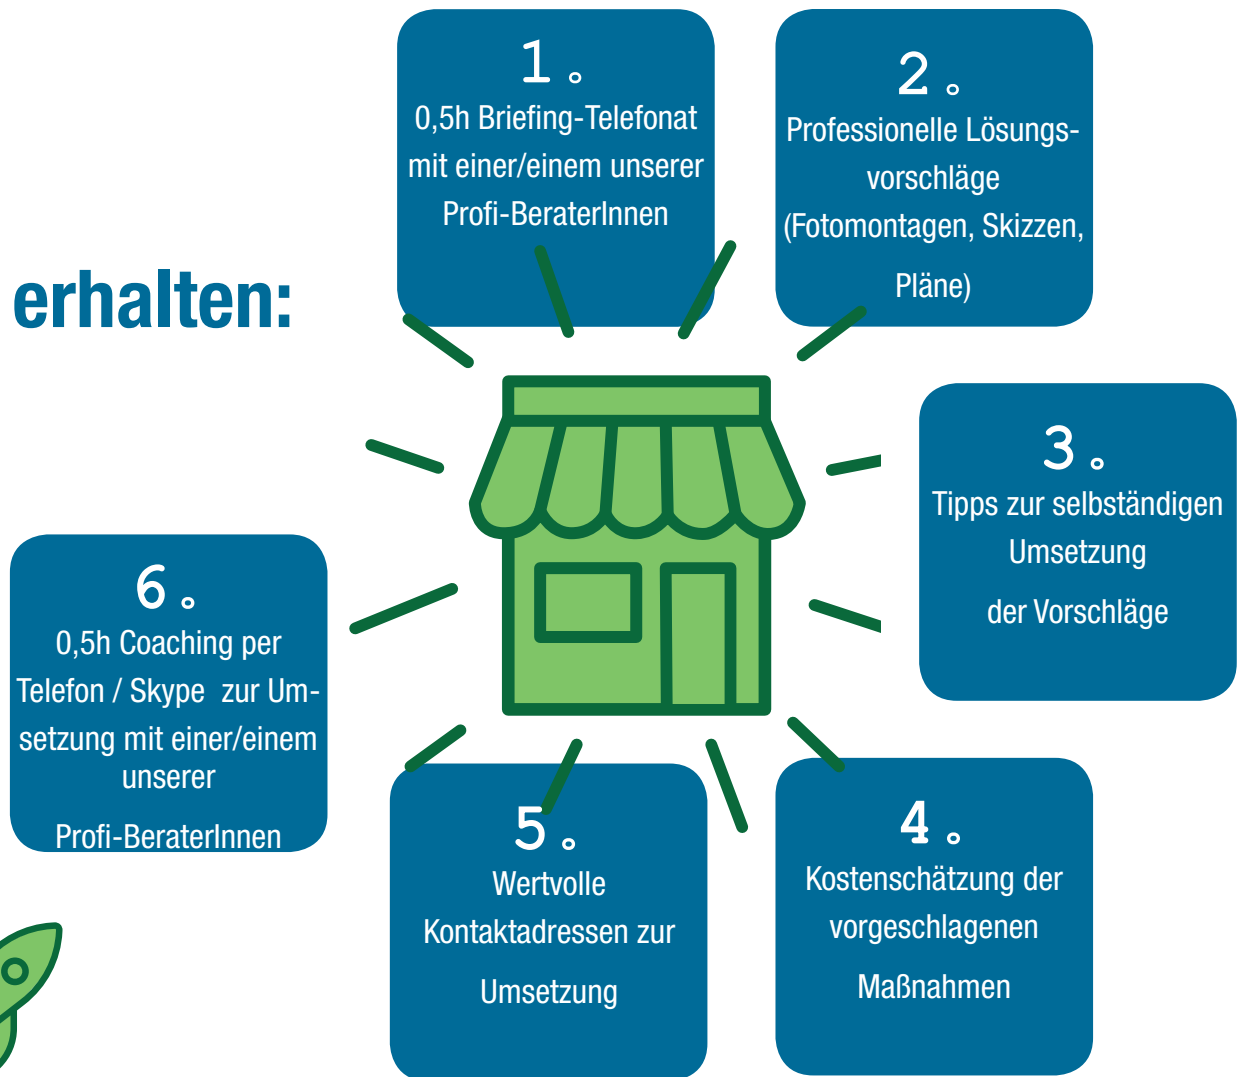 erhalten:
1.
0,5h Briefing-Telefonat
mit einer/einem unserer
Profi-BeraterInnen
2.
Professionelle Lösungs-
vorschläge
(Fotomontagen, Skizzen,
Pläne)
3.
Tipps zur selbständigen
Umsetzung
der Vorschläge
4.
Kostenschätzung der
vorgeschlagenen
Maßnahmen
5.
Wertvolle
Kontaktadressen zur
Umsetzung
6.
0,5h Coaching per
Telefon / Skype  zur Um-
setzung mit einer/einem
unserer
Profi-BeraterInnen